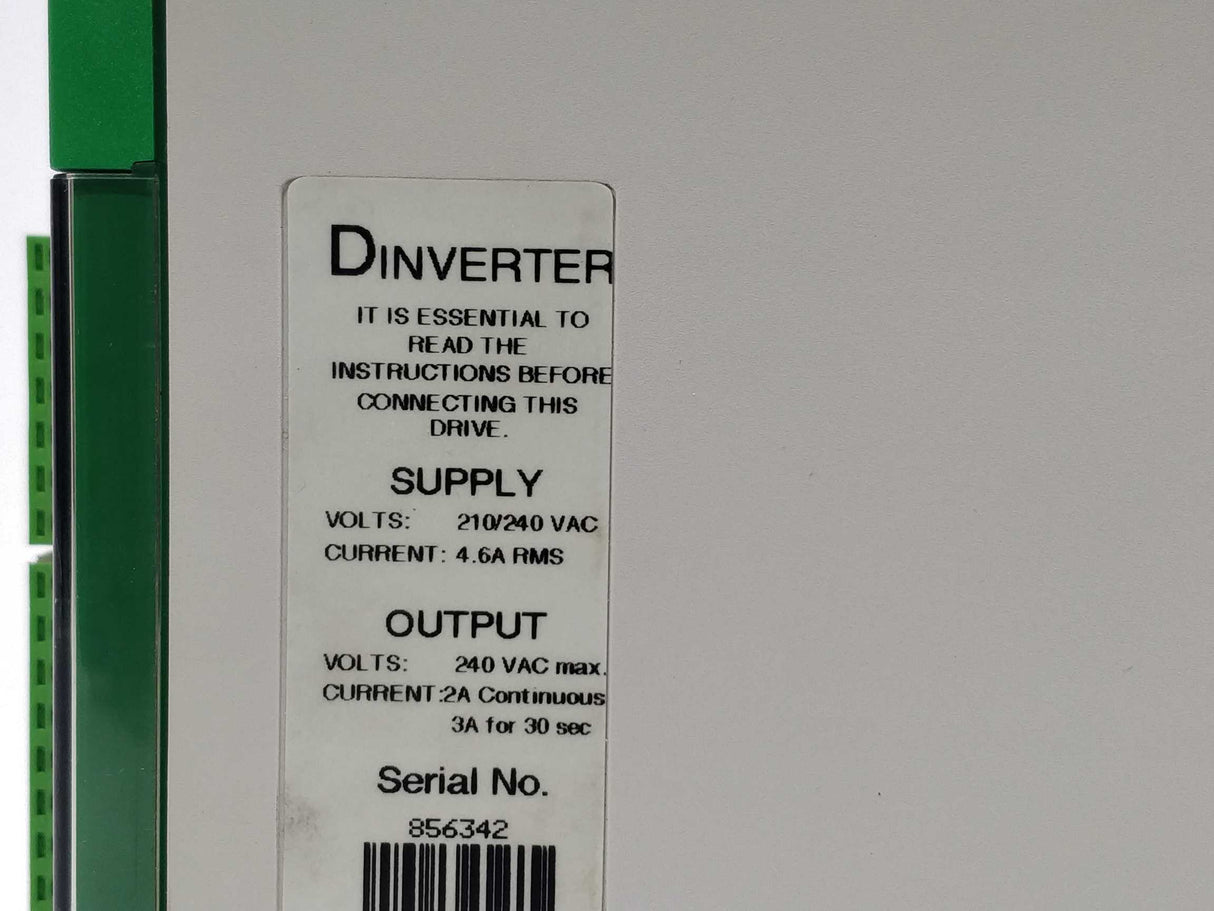 DINVERTER
IT IS ESSENTIAL TO
READ THE
INSTRUCTIONS BEFORE
CONNECTING THIS
DRIVE.
SUPPLY
VOLTS: 210/240 VAC
CURRENT: 4.6A RMS
OUTPUT
VOLTS: 240 VAC max.
CURRENT:2A Continuous
3A for 30 sec
Serial No.
856342